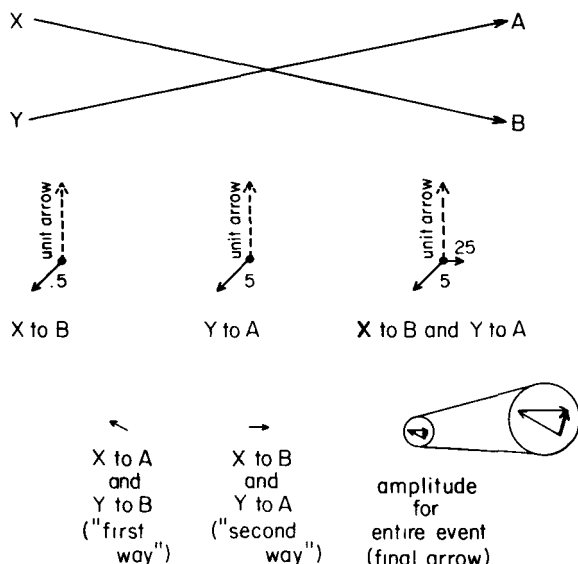 X A
Y B
unit arrow unit arrow unit arrow
25
.5 5 5
X to B Y to A X to B and Y to A
X to A
and
Y to B
("first
way")
X to B
and
Y to A
("second
way")
amplitude
for
entire event
(final arrow)